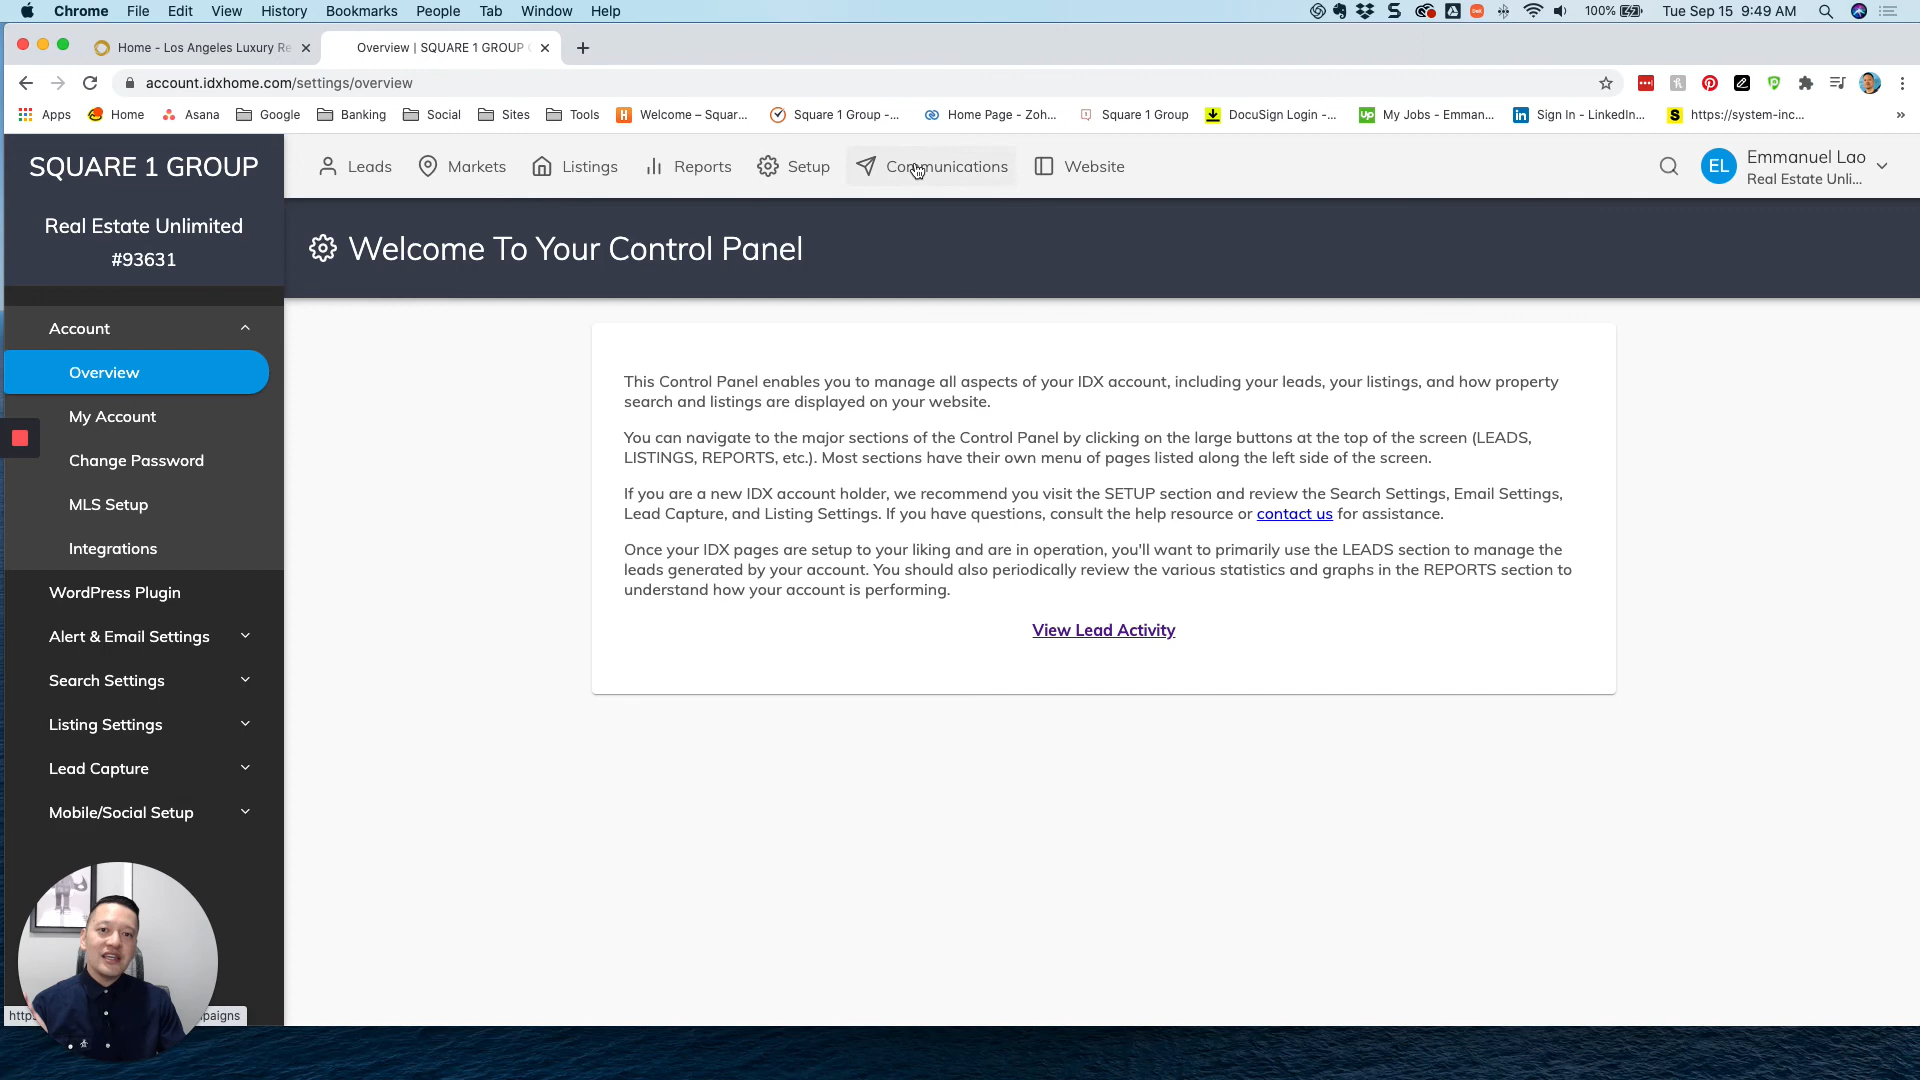 Chrome File Edit View History Bookmarks People Tab Window Help 100% Tue Sep 15 9:49 AM
Home - Los Angeles Luxury Re Overview | SQUARE 1 GROUP
account.idxhome.com/settings/overview
Apps Home Asana Google Banking Social Sites Tools Welcome – Squar... Square 1 Group -... Home Page - Zoh... Square 1 Group DocuSign Login -... My Jobs - Emman... Sign In - LinkedIn... https://system-inc... »
SQUARE 1 GROUP
Real Estate Unlimited
#93631
Leads Markets Listings Reports Setup Communications Website
EL Emmanuel Lao
Real Estate Unli...
Welcome To Your Control Panel
Account
Overview
My Account
Change Password
MLS Setup
Integrations
WordPress Plugin
Alert & Email Settings
Search Settings
Listing Settings
Lead Capture
Mobile/Social Setup
This Control Panel enables you to manage all aspects of your IDX account, including your leads, your listings, and how property
search and listings are displayed on your website.
You can navigate to the major sections of the Control Panel by clicking on the large buttons at the top of the screen (LEADS,
LISTINGS, REPORTS, etc.). Most sections have their own menu of pages listed along the left side of the screen.
If you are a new IDX account holder, we recommend you visit the SETUP section and review the Search Settings, Email Settings,
Lead Capture, and Listing Settings. If you have questions, consult the help resource or contact us for assistance.
Once your IDX pages are setup to your liking and are in operation, you'll want to primarily use the LEADS section to manage the
leads generated by your account. You should also periodically review the various statistics and graphs in the REPORTS section to
understand how your account is performing.
View Lead Activity